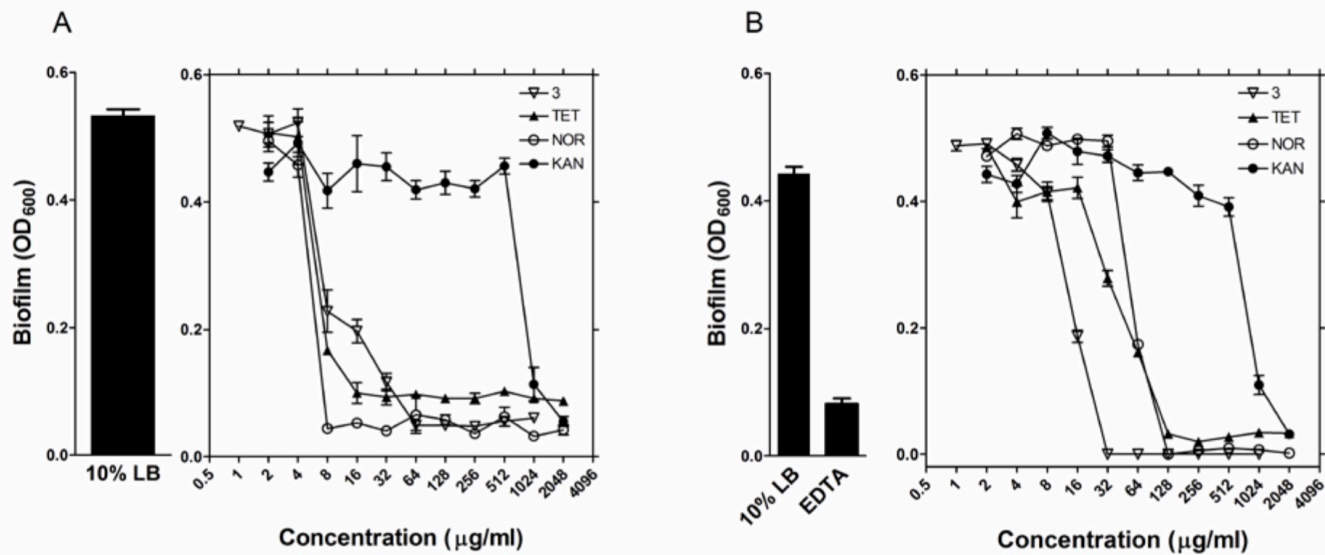 A
Biofilm (OD600)
0.6
0.4
0.2
0.0
10% LB
0.6
0.4
0.2
0.0
3
TET
NOR
KAN
0.5 1 2 4 8 16 32 64 128 256 512 1024 2048 4096
Concentration (μg/ml)
B
Biofilm (OD600)
0.6
0.4
0.2
0.0
10% LB EDTA
0.6
0.4
0.2
0.0
3
TET
NOR
KAN
0.5 1 2 4 8 16 32 64 128 256 512 1024 2048 4096
Concentration (μg/ml)